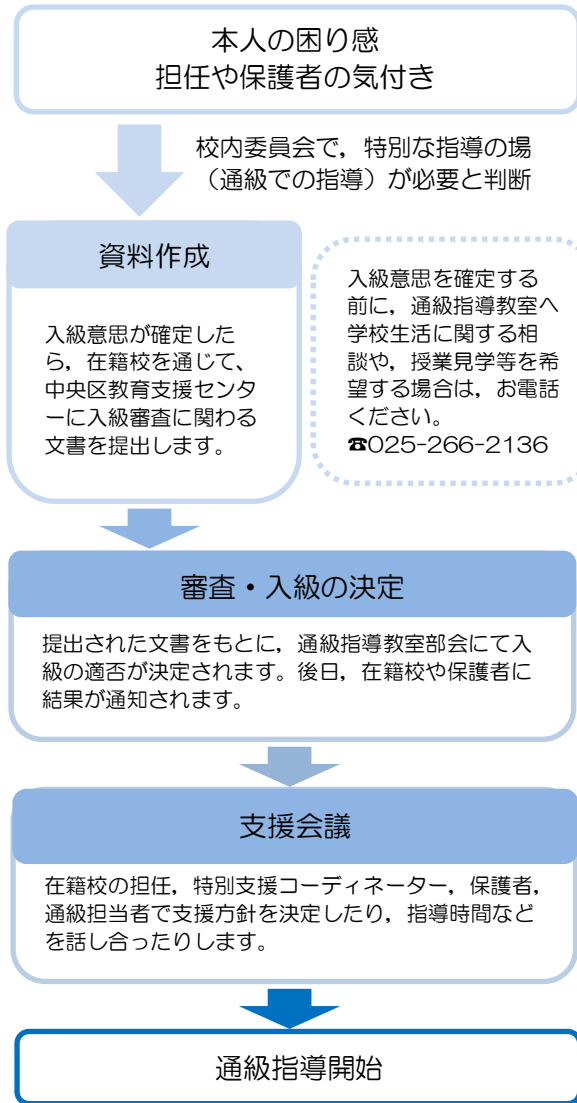 本人の困り感
担任や保護者の気付き
校内委員会で，特別な指導の場
（通級での指導）が必要と判断
資料作成
入級意思が確定した
ら，在籍校を通じて、
中央区教育支援センタ
ーに入級審査に関わる
文書を提出します。
入級意思を確定する
前に，通級指導教室へ
学校生活に関する相
談や，授業見学等を希
望する場合は，お電話
ください。
☎025-266-2136
審査・入級の決定
提出された文書をもとに，通級指導教室部会にて入
級の適否が決定されます。後日，在籍校や保護者に
結果が通知されます。
支援会議
在籍校の担任，特別支援コーディネーター，保護者，
通級担当者で支援方針を決定したり，指導時間など
を話し合ったりします。
通級指導開始